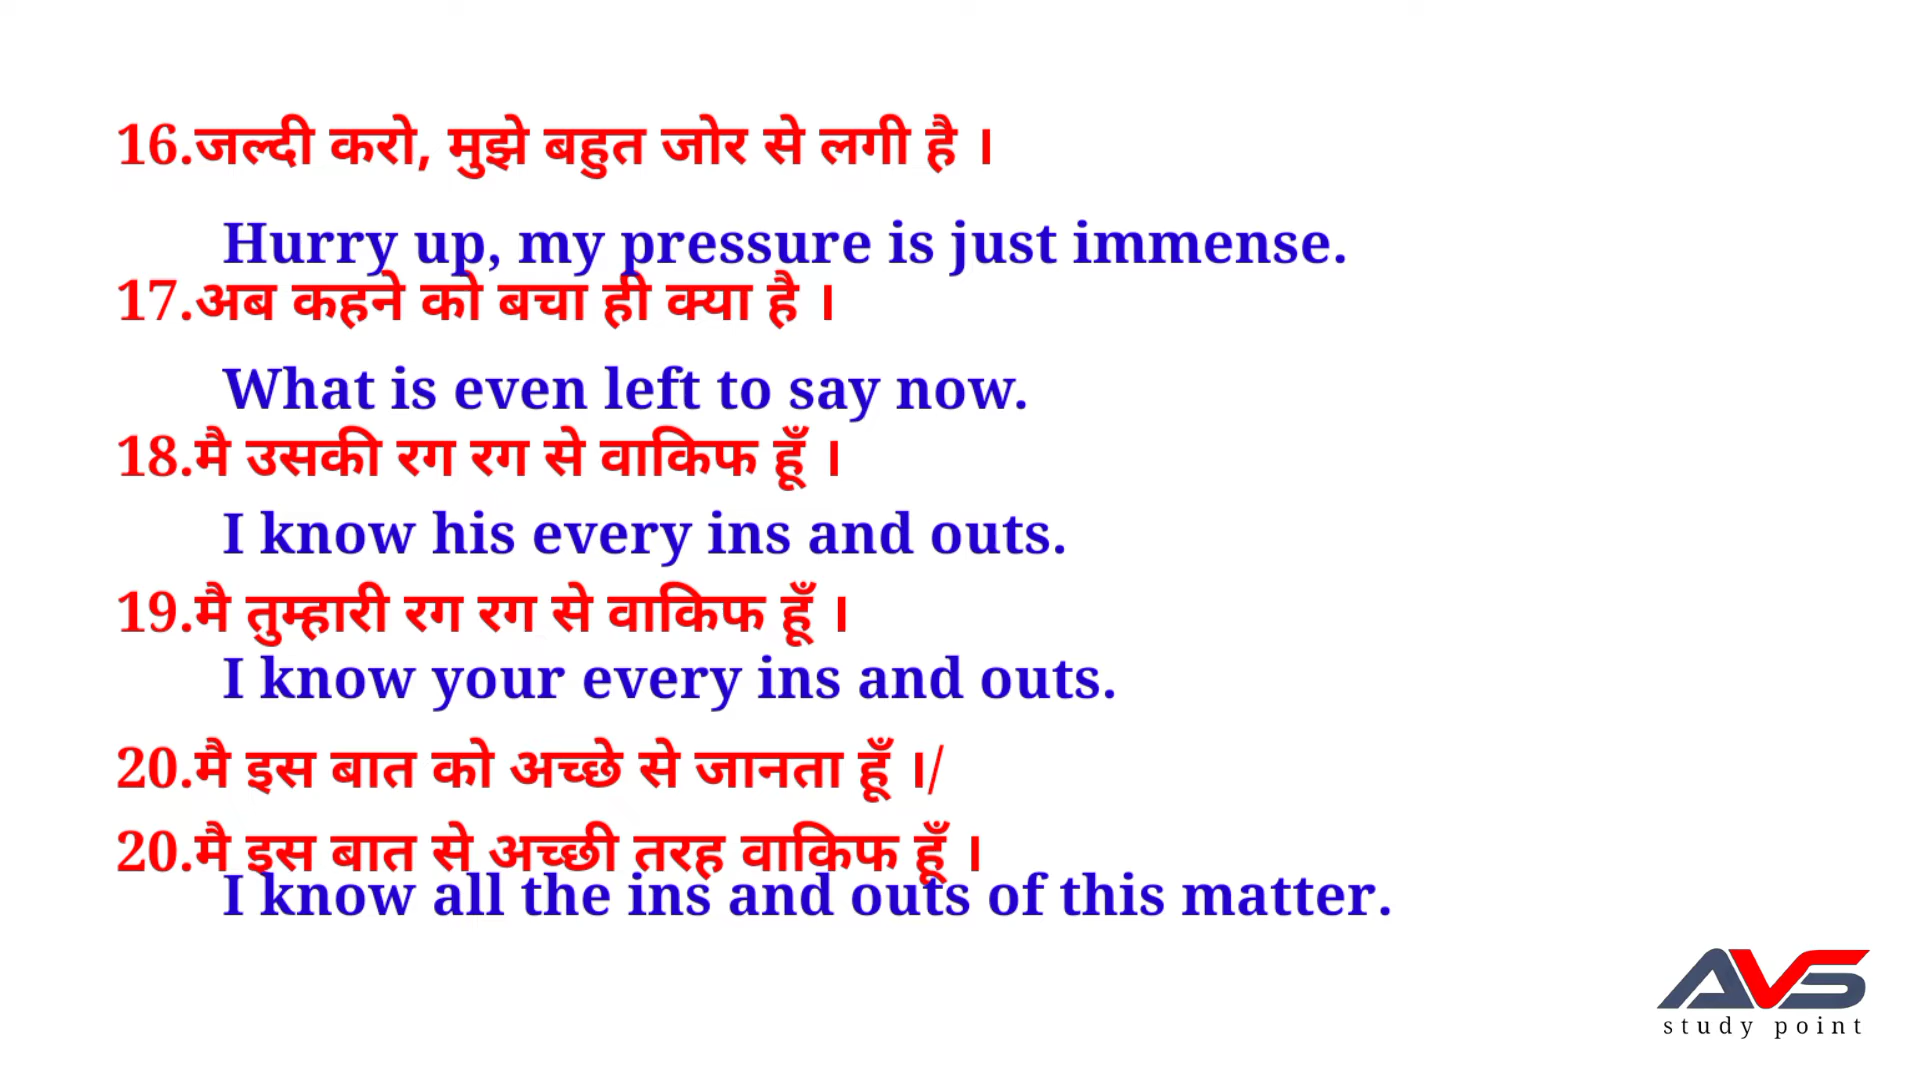 16.जल्दी करो, मुझे बहुत जोर से लगी है ।
Hurry up, my pressure is just immense.
17.अब कहने को बचा ही क्या है ।
What is even left to say now.
18.मै उसकी रग रग से वाकिफ हूँ ।
I know his every ins and outs.
19.मै तुम्हारी रग रग से वाकिफ हूँ ।
I know your every ins and outs.
20.मै इस बात को अच्छे से जानता हूँ ।/
20.मै इस बात से अच्छी तरह वाकिफ हूँ ।
I know all the ins and outs of this matter.
AVS
study point